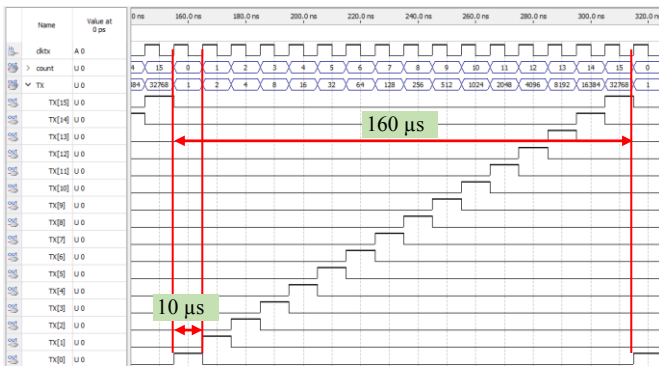 Name Value at 0 ps 0 ns 160.0 ns 180.0 ns 200.0 ns 220.0 ns 240.0 ns 260.0 ns 280.0 ns 300.0 ns 320.0 n
clktx A 0
count U 0 4 15 0 1 2 3 4 5 6 7 8 9 10 11 12 13 14 15 0
TX U 0 384 32768 1 2 4 8 16 32 64 128 256 512 1024 2048 4096 8192 16384 32768 1
TX[15] U 0
TX[14] U 0
TX[13] U 0
160 µs
TX[12] U 0
TX[11] U 0
TX[10] U 0
TX[9] U 0
TX[8] U 0
TX[7] U 0
TX[6] U 0
TX[5] U 0
TX[4] U 0
TX[3] U 0
10 µs
TX[2] U 0
TX[1] U 0
TX[0] U 0